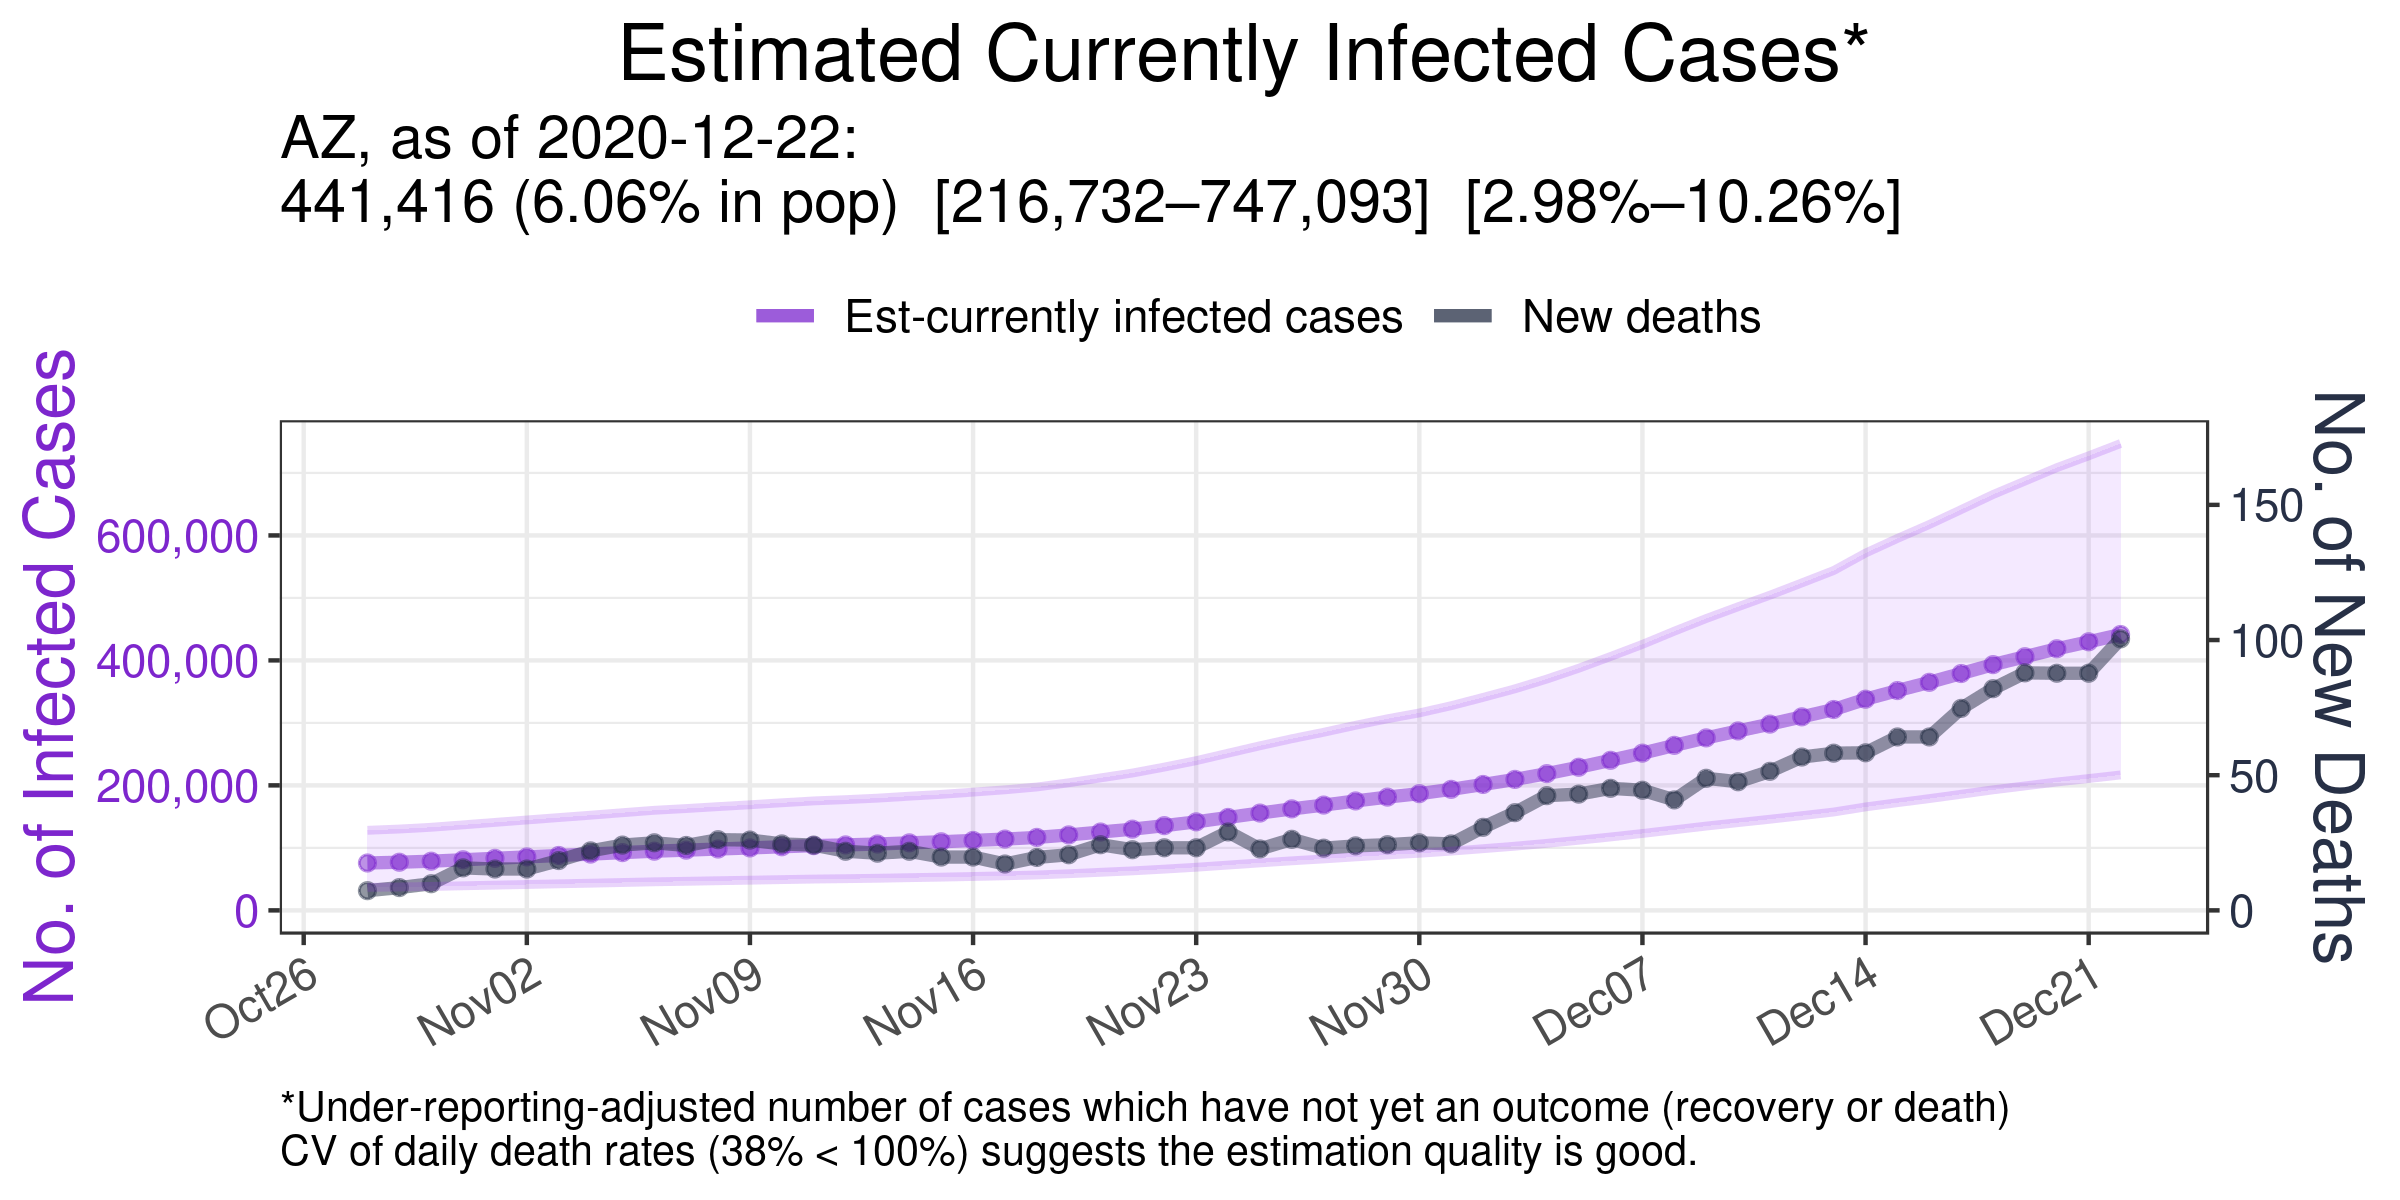 Estimated Currently Infected Cases*
AZ, as of 2020-12-22:
441,416 (6.06% in pop)  [216,732–747,093]  [2.98%–10.26%]
Est-currently infected cases
New deaths
No. of Infected Cases
600,000
400,000
200,000
0
No. of New Deaths
150
100
50
0
Oct26
Nov02
Nov09
Nov16
Nov23
Nov30
Dec07
Dec14
Dec21
*Under-reporting-adjusted number of cases which have not yet an outcome (recovery or death)
CV of daily death rates (38% < 100%) suggests the estimation quality is good.